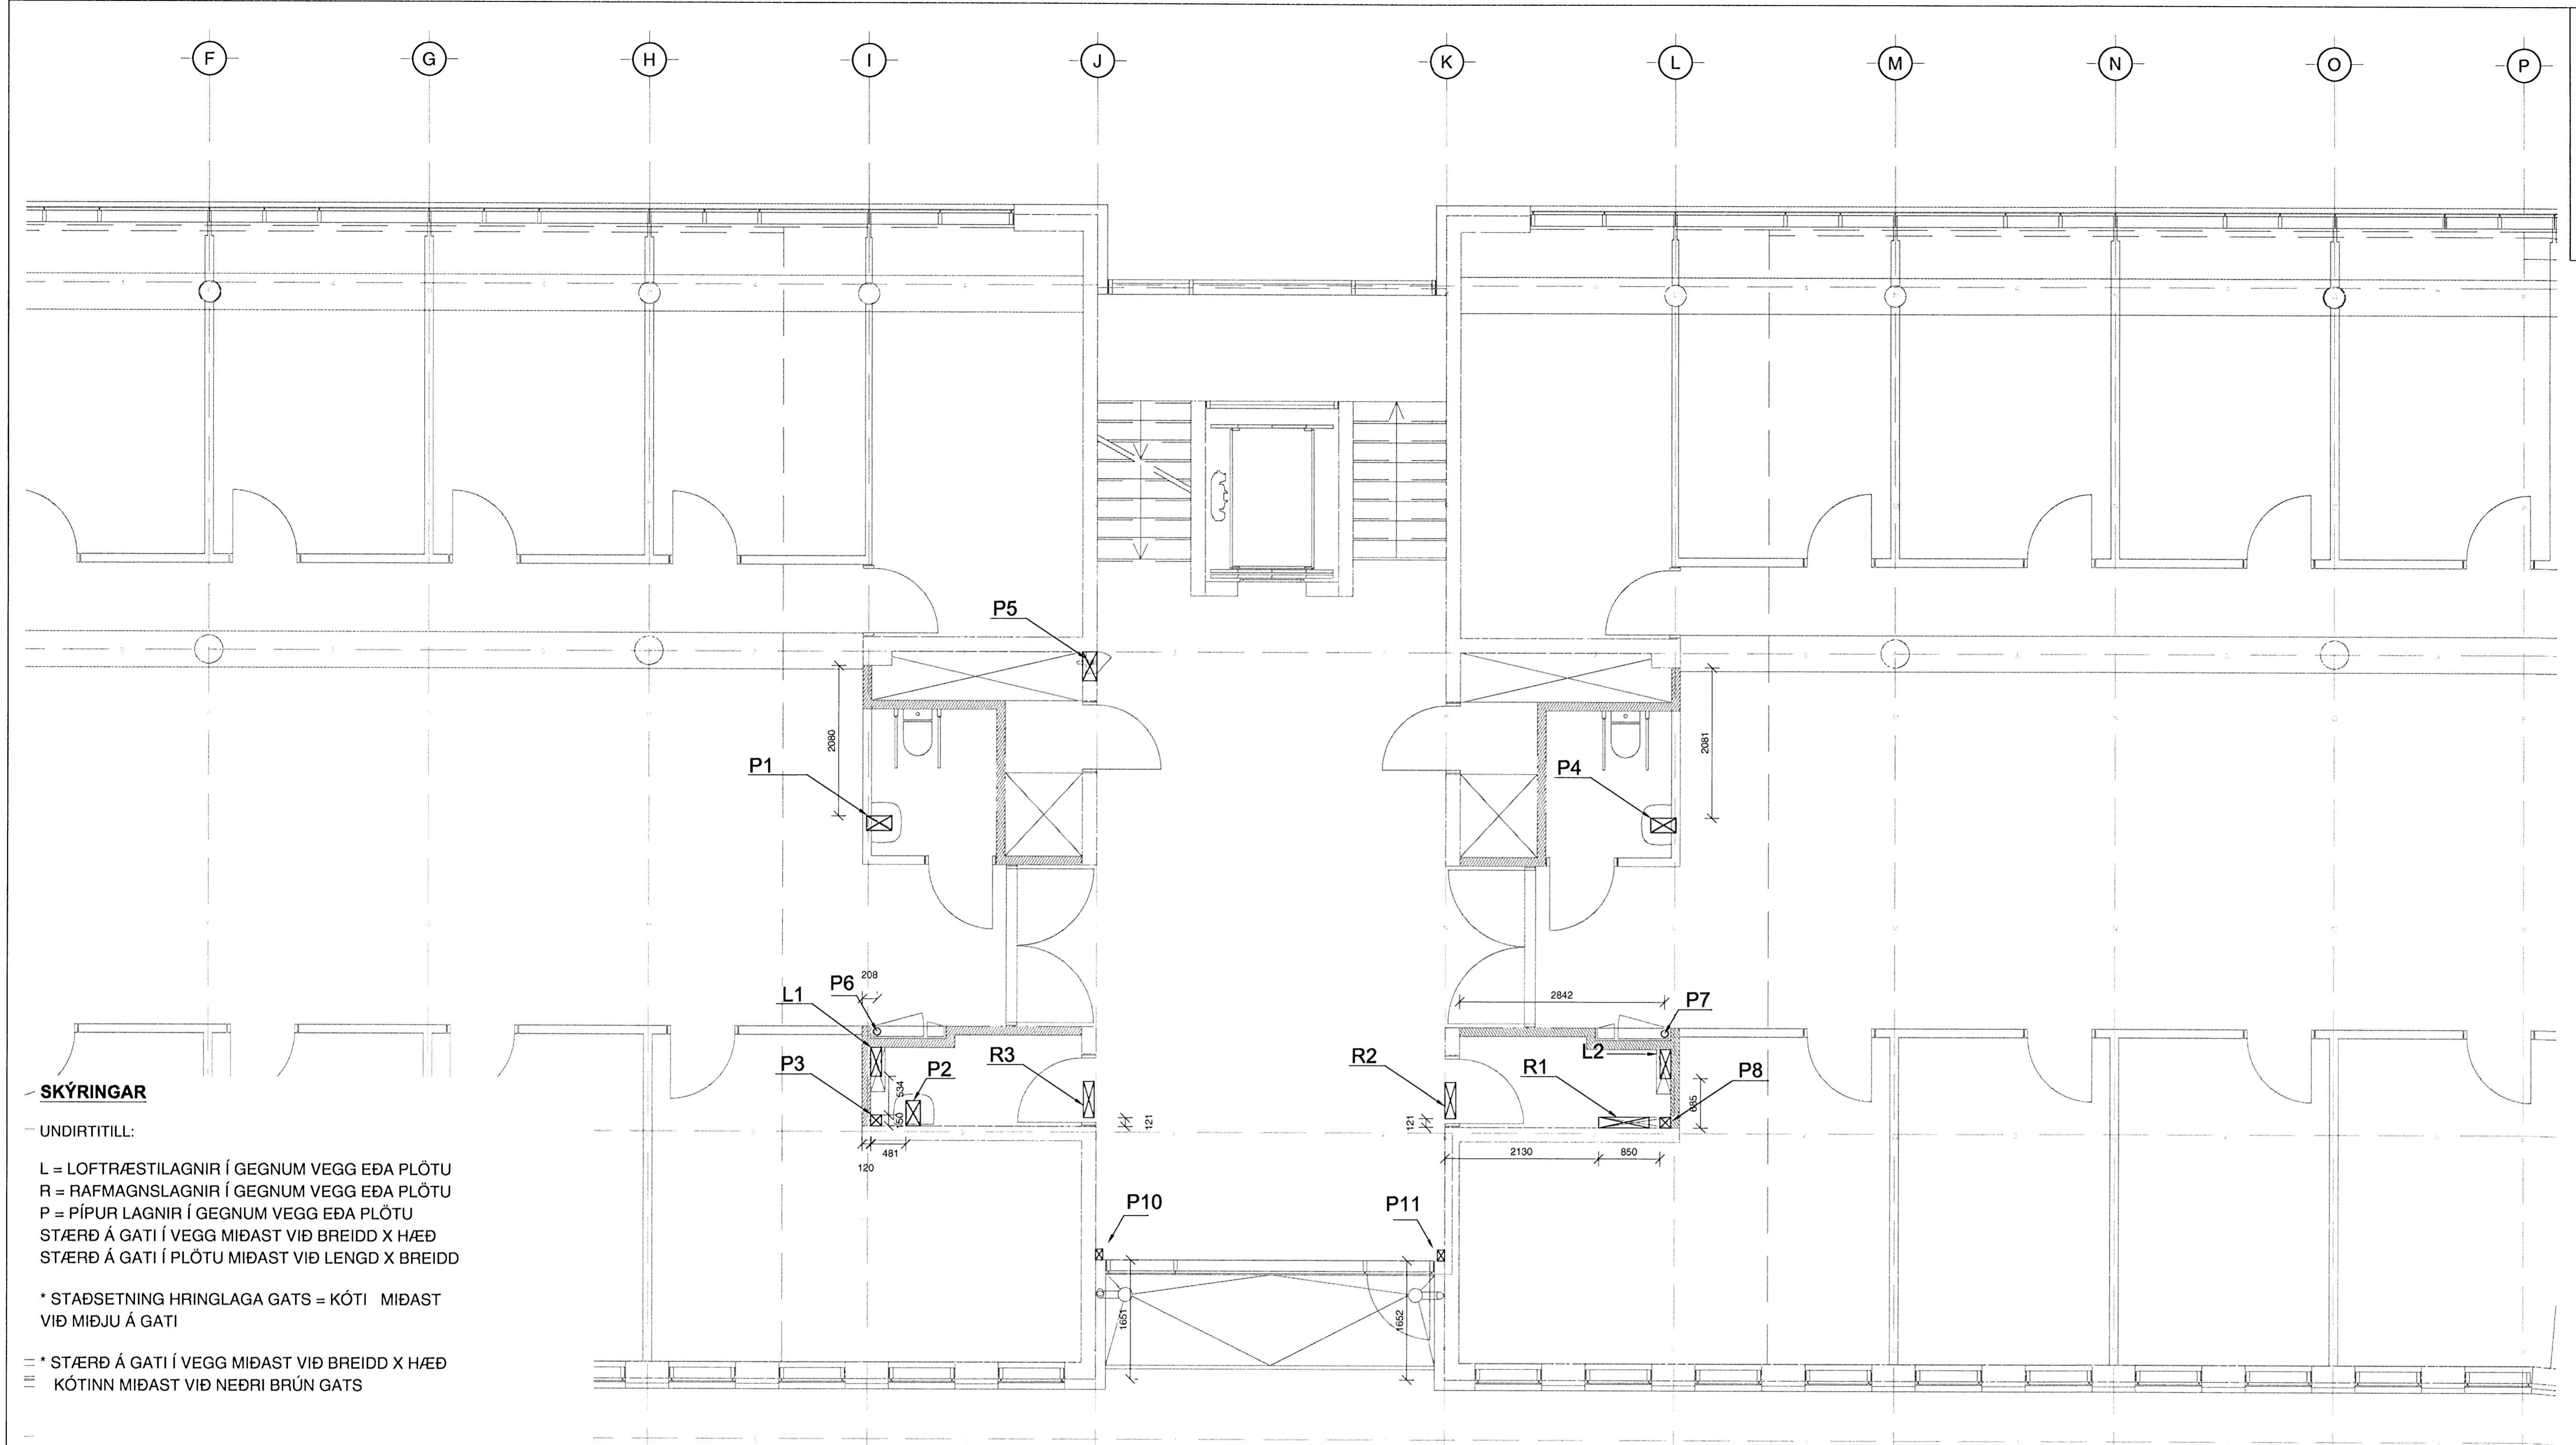 F G H I J K L M N O P
P5
2080
2081
P1
P4
P6
208
L1
2842
P7
P3
534
P2
R3
R2
R1
L2
P8
685
150
121
121
481
120
2130
850
P10
P11
1651
1652
SKÝRINGAR
UNDIRTITILL:
L = LOFTRÆSTILAGNIR Í GEGNUM VEGG EÐA PLÖTU
R = RAFMAGNSLAGNIR Í GEGNUM VEGG EÐA PLÖTU
P = PÍPUR LAGNIR Í GEGNUM VEGG EÐA PLÖTU
STÆRÐ Á GATI Í VEGG MIÐAST VIÐ BREIDD X HÆÐ
STÆRÐ Á GATI Í PLÖTU MIÐAST VIÐ LENGD X BREIDD
* STAÐSETNING HRINGLAGA GATS = KÓTI MIÐAST
VIÐ MIÐJU Á GATI
* STÆRÐ Á GATI Í VEGG MIÐAST VIÐ BREIDD X HÆÐ
KÓTINN MIÐAST VIÐ NEÐRI BRÚN GATS